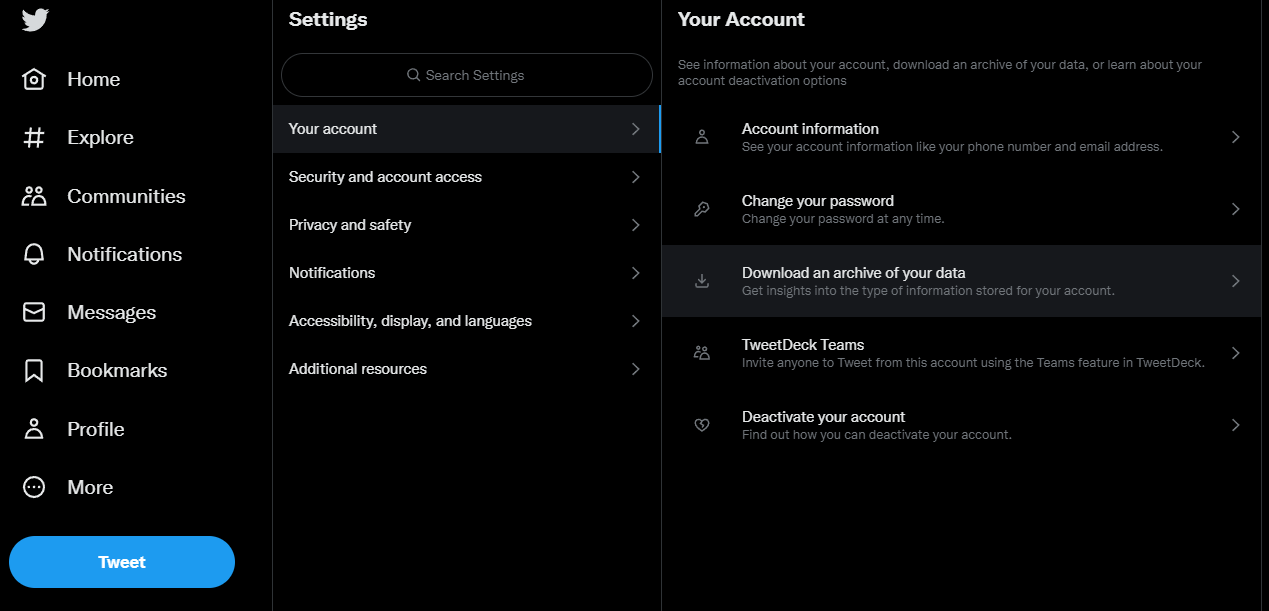 Home
Explore
Communities
Notifications
Messages
Bookmarks
Profile
More
Tweet
Settings
Search Settings
Your account
Security and account access
Privacy and safety
Notifications
Accessibility, display, and languages
Additional resources
Your Account
See information about your account, download an archive of your data, or learn about your
account deactivation options
Account information
See your account information like your phone number and email address.
Change your password
Change your password at any time.
Download an archive of your data
Get insights into the type of information stored for your account.
TweetDeck Teams
Invite anyone to Tweet from this account using the Teams feature in TweetDeck.
Deactivate your account
Find out how you can deactivate your account.